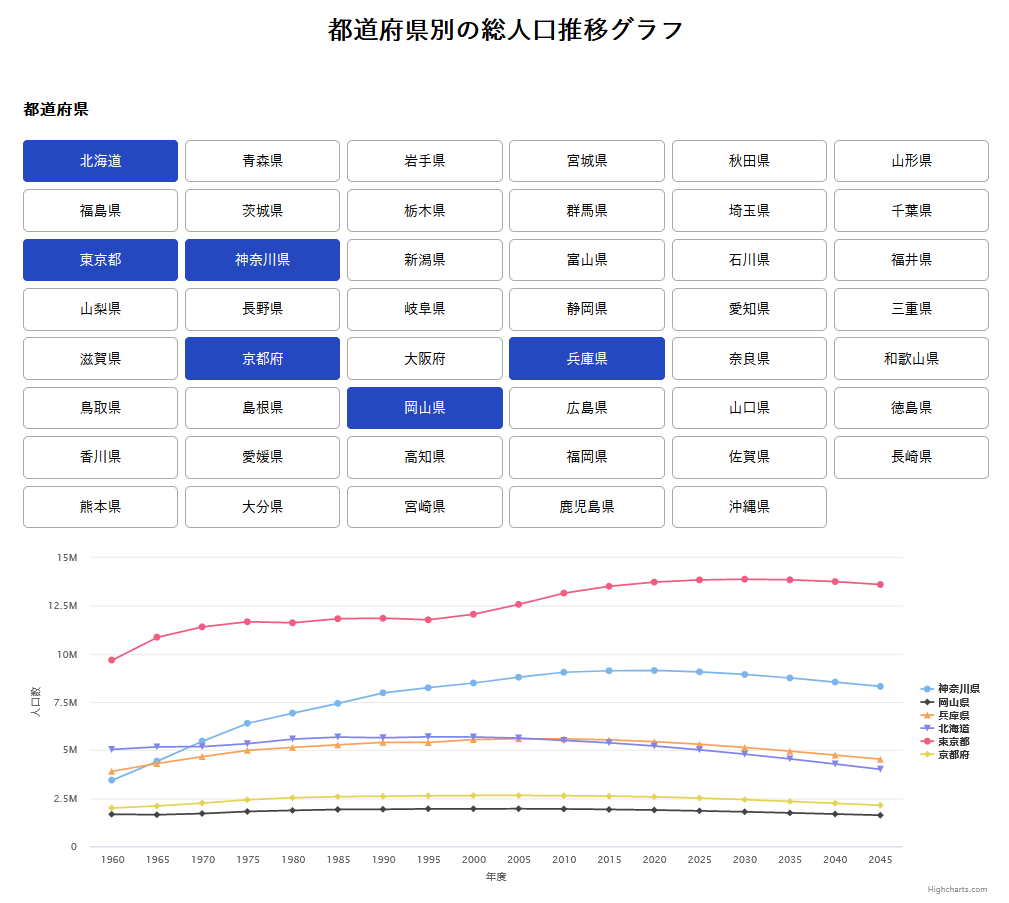 都道府県別の総人口推移グラフ
都道府県
北海道 青森県 岩手県 宮城県 秋田県 山形県
福島県 茨城県 栃木県 群馬県 埼玉県 千葉県
東京都 神奈川県 新潟県 富山県 石川県 福井県
山梨県 長野県 岐阜県 静岡県 愛知県 三重県
滋賀県 京都府 大阪府 兵庫県 奈良県 和歌山県
鳥取県 島根県 岡山県 広島県 山口県 徳島県
香川県 愛媛県 高知県 福岡県 佐賀県 長崎県
熊本県 大分県 宮崎県 鹿児島県 沖縄県
15M
12.5M
10M
7.5M
5M
2.5M
0
人口数
1960 1965 1970 1975 1980 1985 1990 1995 2000 2005 2010 2015 2020 2025 2030 2035 2040 2045
年度
神奈川県
岡山県
兵庫県
北海道
東京都
京都府
Highcharts.com